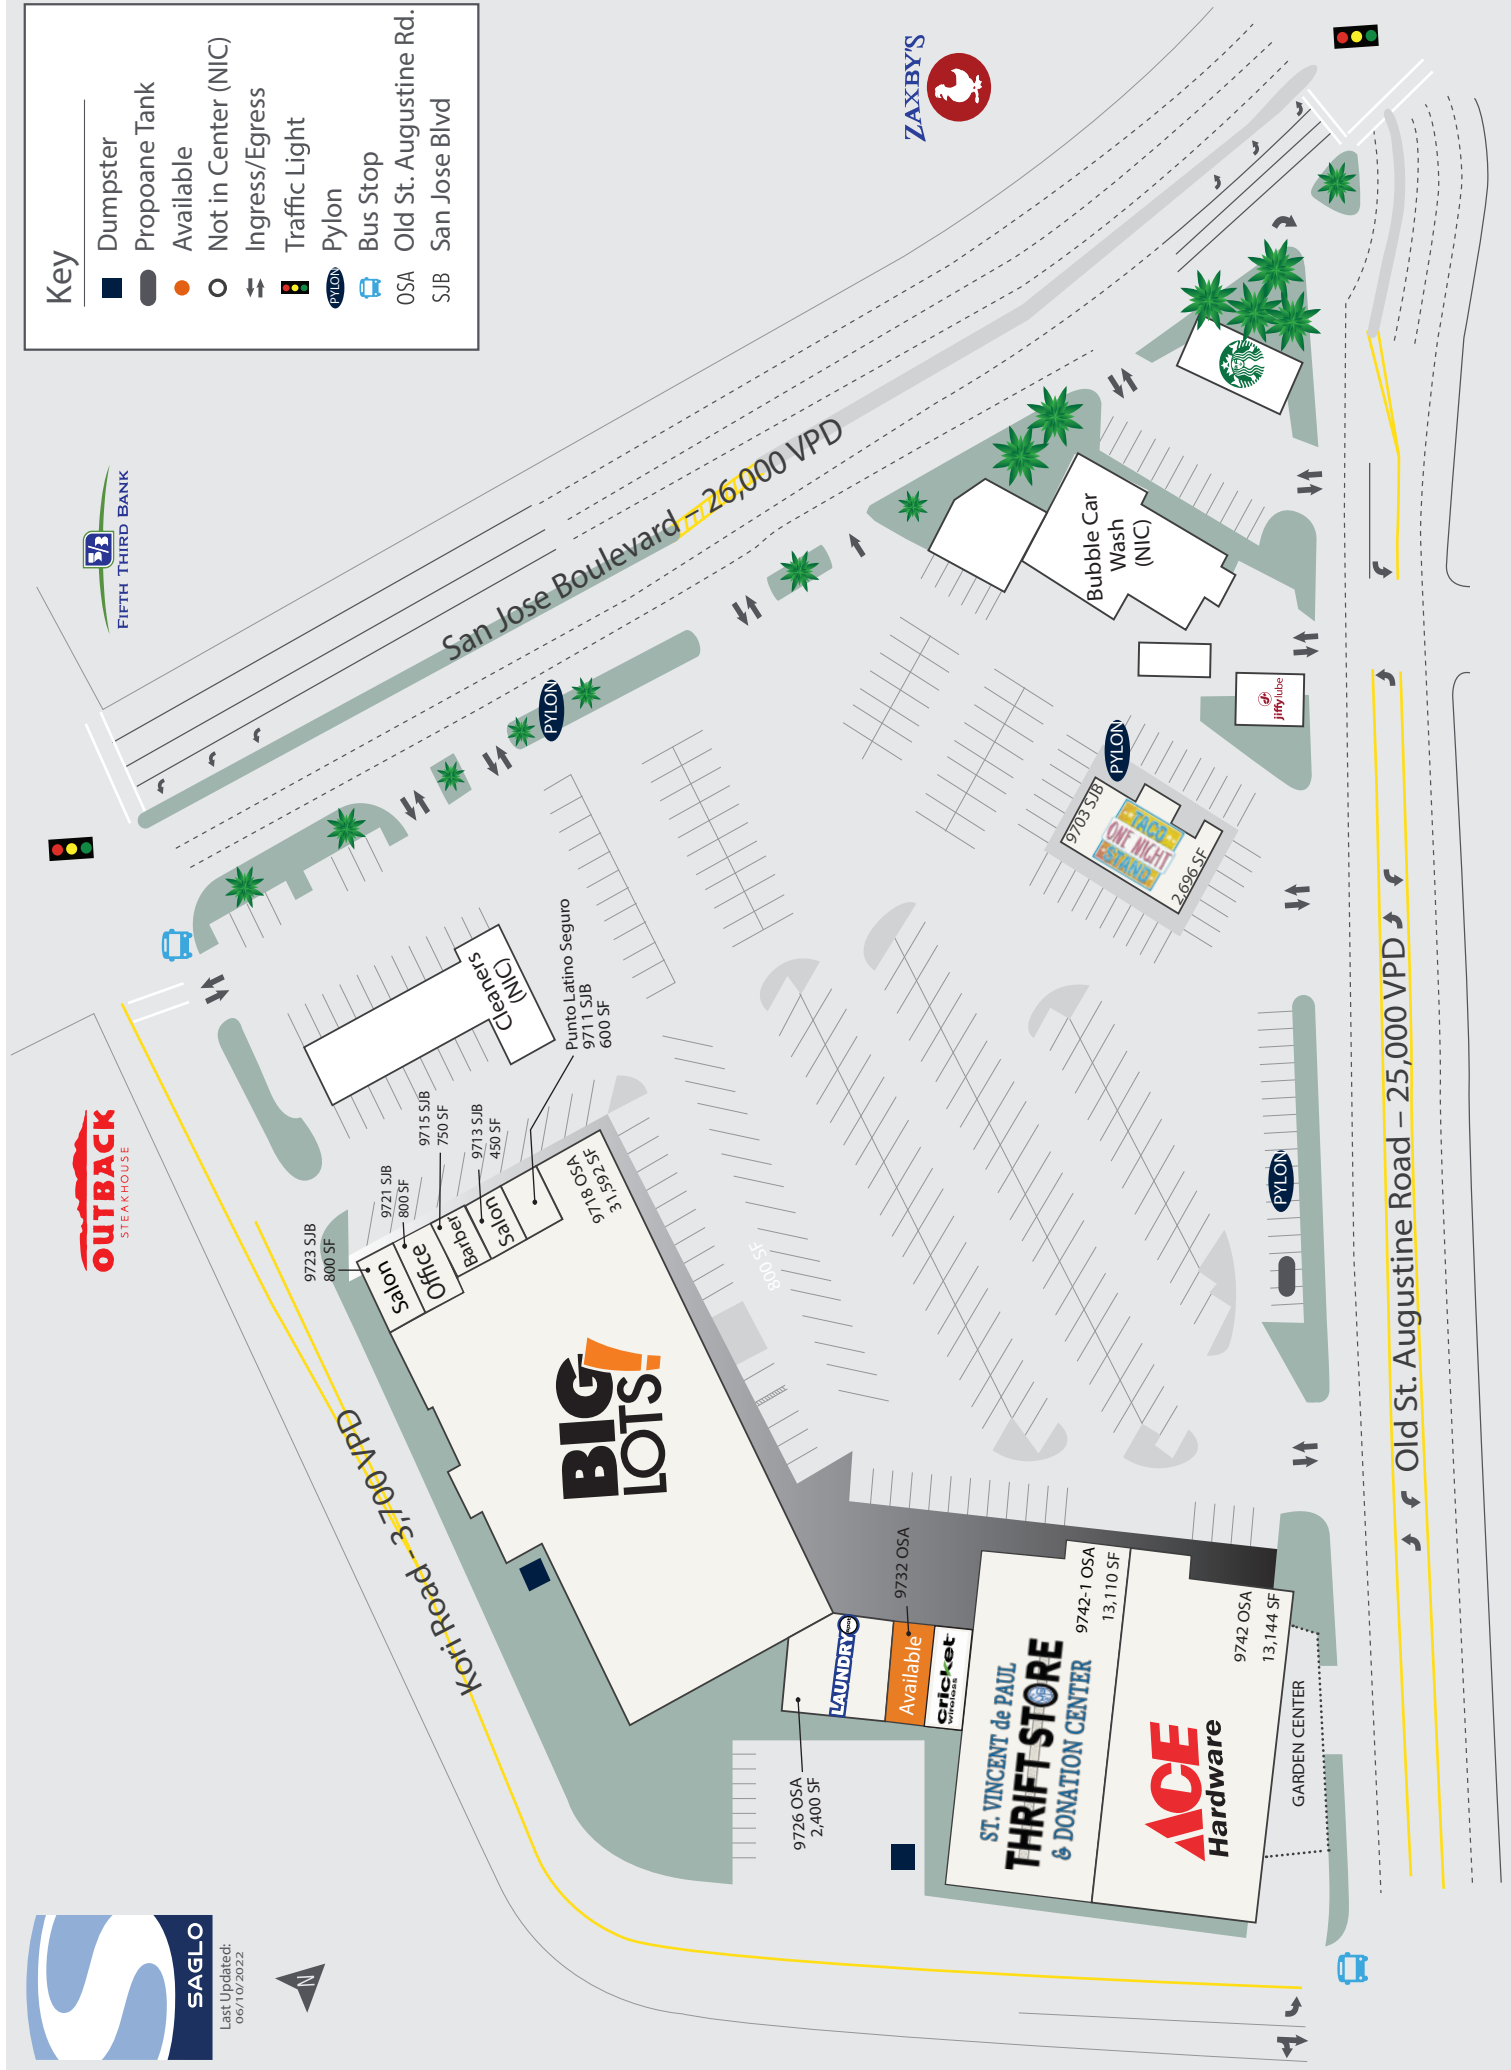 Key
Dumpster
Propoane Tank
Available
Not in Center (NIC)
Ingress/Egress
Traffic Light
PYLON
Pylon
Bus Stop
OSA
Old St. Augustine Rd.
SJB
San Jose Blvd
ZAXBY'S
5/3
FIFTH THIRD BANK
OUTBACK
STEAKHOUSE
San Jose Boulevard – 26,000 VPD
PYLON
Bubble Car
Wash
(NIC)
jiffylube
PYLON
9703 SJB
TACO
ONE NIGHT
STAND
2,696 SF
Cleaners
(NIC)
Punto Latino Seguro
9711 SJB
600 SF
9715 SJB
750 SF
9713 SJB
450 SF
9721 SJB
800 SF
9723 SJB
800 SF
Salon
Office
Barber
Salon
9718 OSA
31,592 SF
800 SF
BIG
LOTS!
Kori Road - 3,700 VPD
PYLON
Old St. Augustine Road – 25,000 VPD
9732 OSA
LAUNDRY
Available
cricket
wireless
9726 OSA
2,400 SF
9742-1 OSA
13,110 SF
ST. VINCENT de PAUL
THRIFT STORE
& DONATION CENTER
9742 OSA
13,144 SF
ACE
Hardware
GARDEN CENTER
SAGLO
Last Updated:
06/10/2022
N